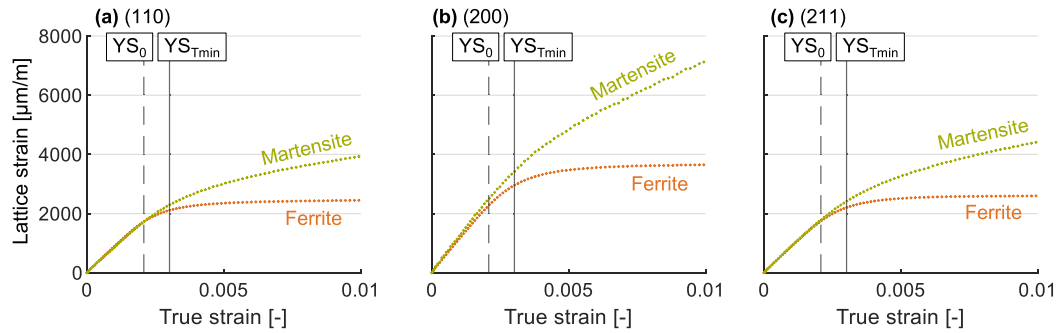 (a) (110)
YS0
YSTmin
8000
6000
4000
2000
0
Lattice strain [µm/m]
Martensite
Ferrite
0
0.005
0.01
True strain [-]
(b) (200)
YS0
YSTmin
Martensite
Ferrite
0
0.005
0.01
True strain [-]
(c) (211)
YS0
YSTmin
Martensite
Ferrite
0
0.005
0.01
True strain [-]